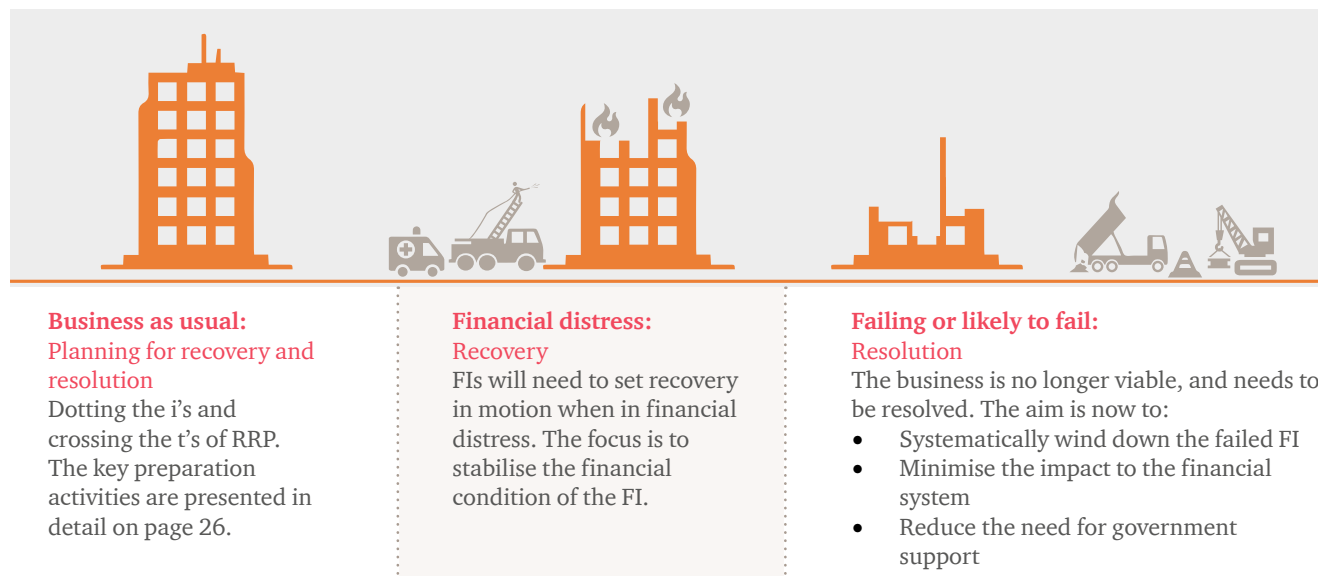 Business as usual:
Planning for recovery and
resolution
Dotting the i’s and
crossing the t’s of RRP.
The key preparation
activities are presented in
detail on page 26.
Financial distress:
Recovery
FIs will need to set recovery
in motion when in financial
distress. The focus is to
stabilise the financial
condition of the FI.
Failing or likely to fail:
Resolution
The business is no longer viable, and needs to
be resolved. The aim is now to:
• Systematically wind down the failed FI
• Minimise the impact to the financial
system
• Reduce the need for government
support